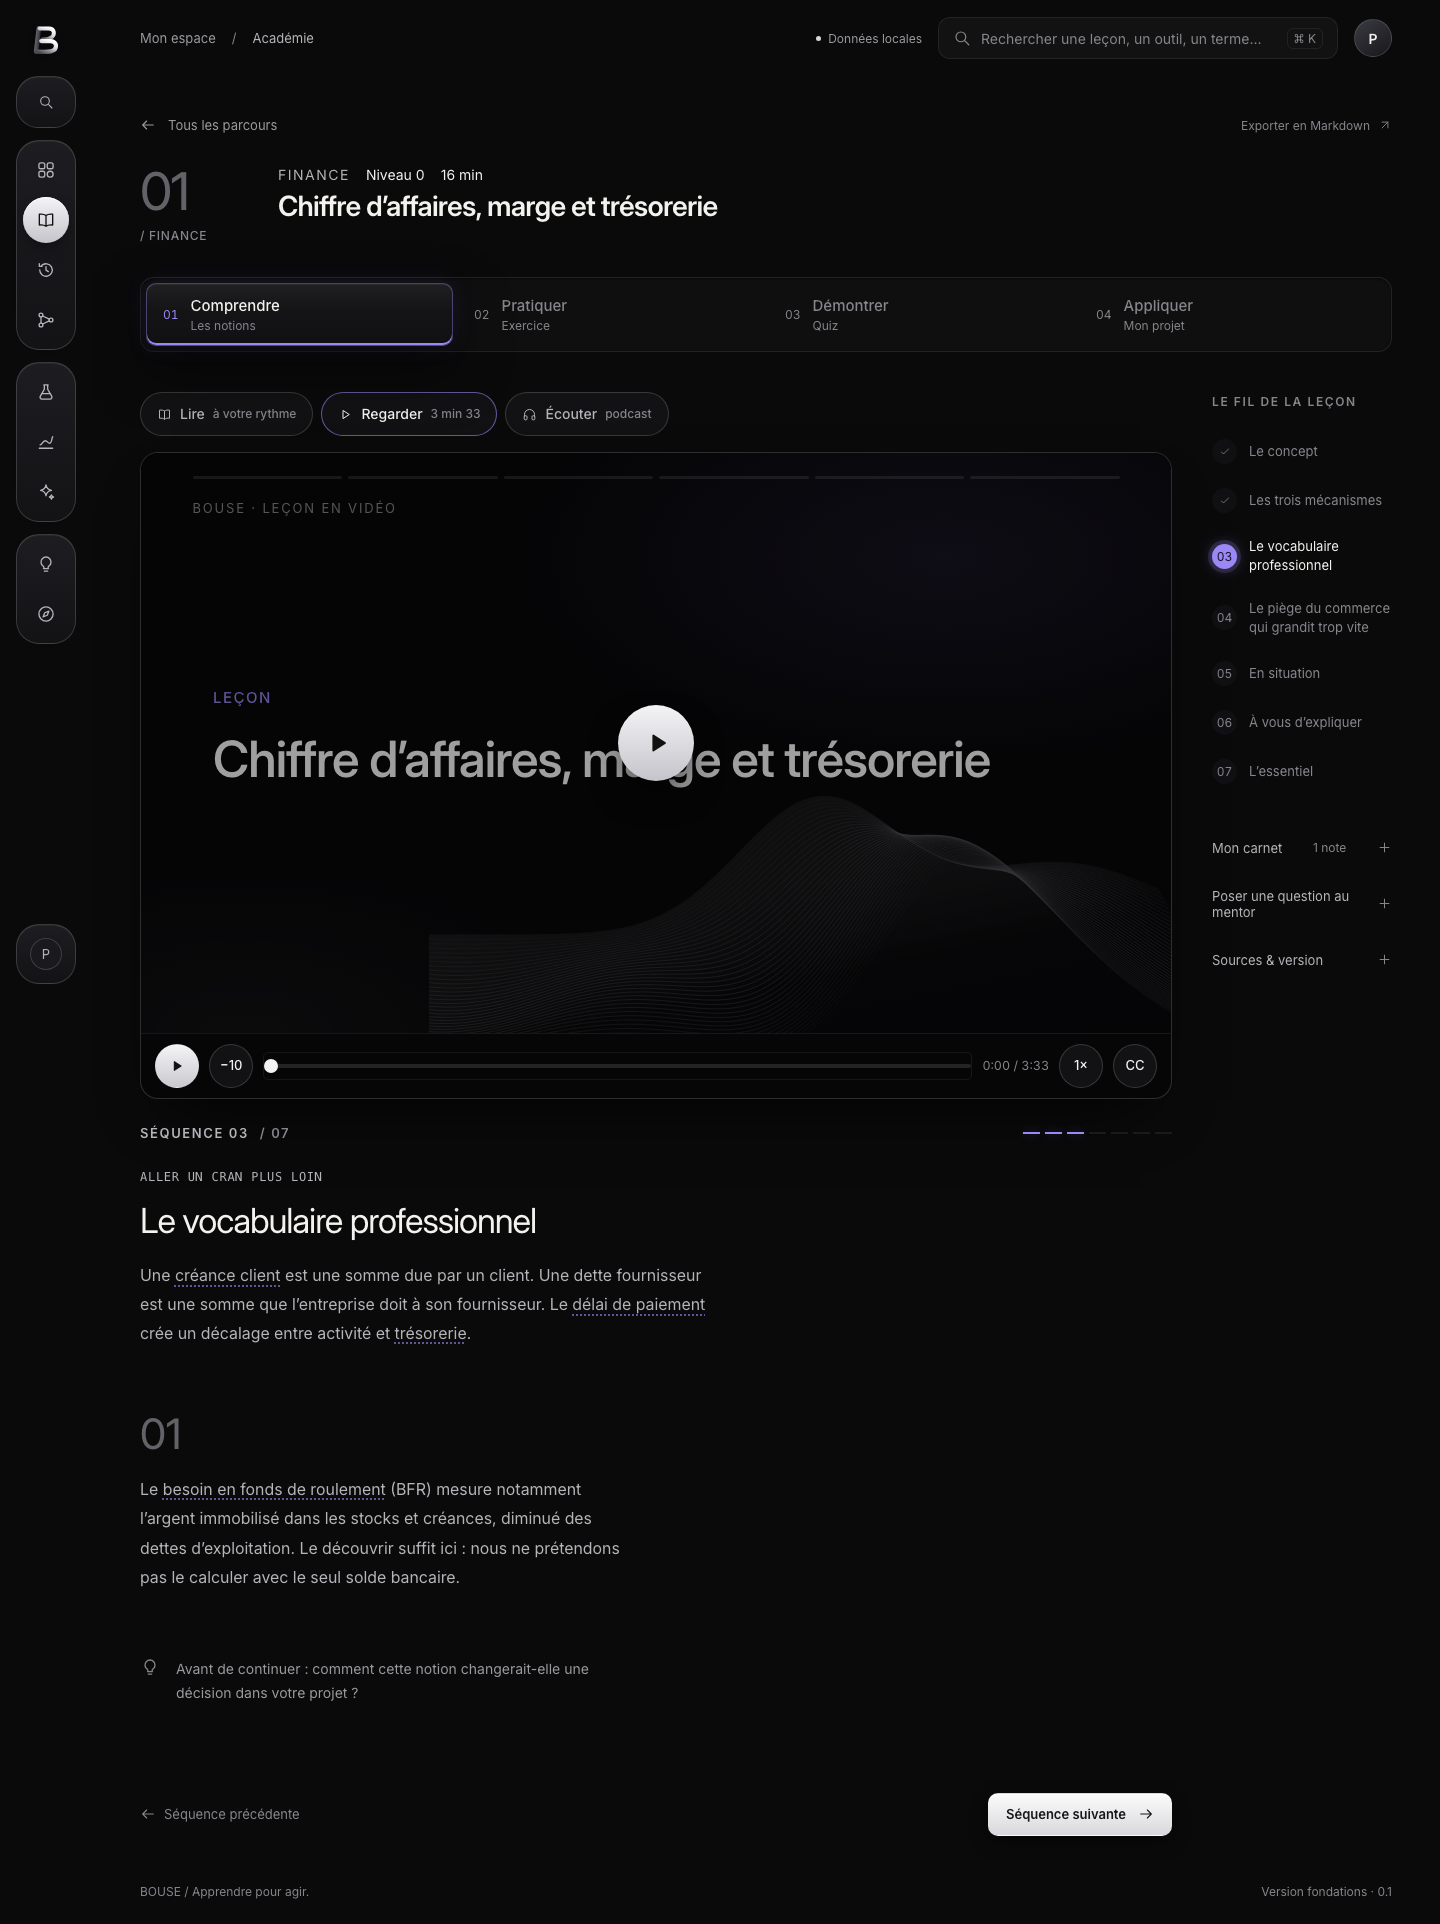 B
Mon espace / Académie
Données locales
Rechercher une leçon, un outil, un terme...
⌘ K
P
Tous les parcours
Exporter en Markdown
01
/ FINANCE
FINANCE Niveau 0 16 min
Chiffre d’affaires, marge et trésorerie
01 Comprendre
Les notions
02 Pratiquer
Exercice
03 Démontrer
Quiz
04 Appliquer
Mon projet
Lire à votre rythme
Regarder 3 min 33
Écouter podcast
BOUSE · LEÇON EN VIDÉO
LEÇON
Chiffre d’affaires, marge et trésorerie
−10
0:00 / 3:33
1×
CC
LE FIL DE LA LEÇON
Le concept
Les trois mécanismes
03 Le vocabulaire
professionnel
04 Le piège du commerce
qui grandit trop vite
05 En situation
06 À vous d’expliquer
07 L’essentiel
Mon carnet 1 note +
Poser une question au
mentor +
Sources & version +
P
SÉQUENCE 03 / 07
ALLER UN CRAN PLUS LOIN
Le vocabulaire professionnel
Une créance client est une somme due par un client. Une dette fournisseur
est une somme que l’entreprise doit à son fournisseur. Le délai de paiement
crée un décalage entre activité et trésorerie.
01
Le besoin en fonds de roulement (BFR) mesure notamment
l’argent immobilisé dans les stocks et créances, diminué des
dettes d’exploitation. Le découvrir suffit ici : nous ne prétendons
pas le calculer avec le seul solde bancaire.
Avant de continuer : comment cette notion changerait-elle une
décision dans votre projet ?
Séquence précédente
Séquence suivante
BOUSE / Apprendre pour agir.
Version fondations · 0.1